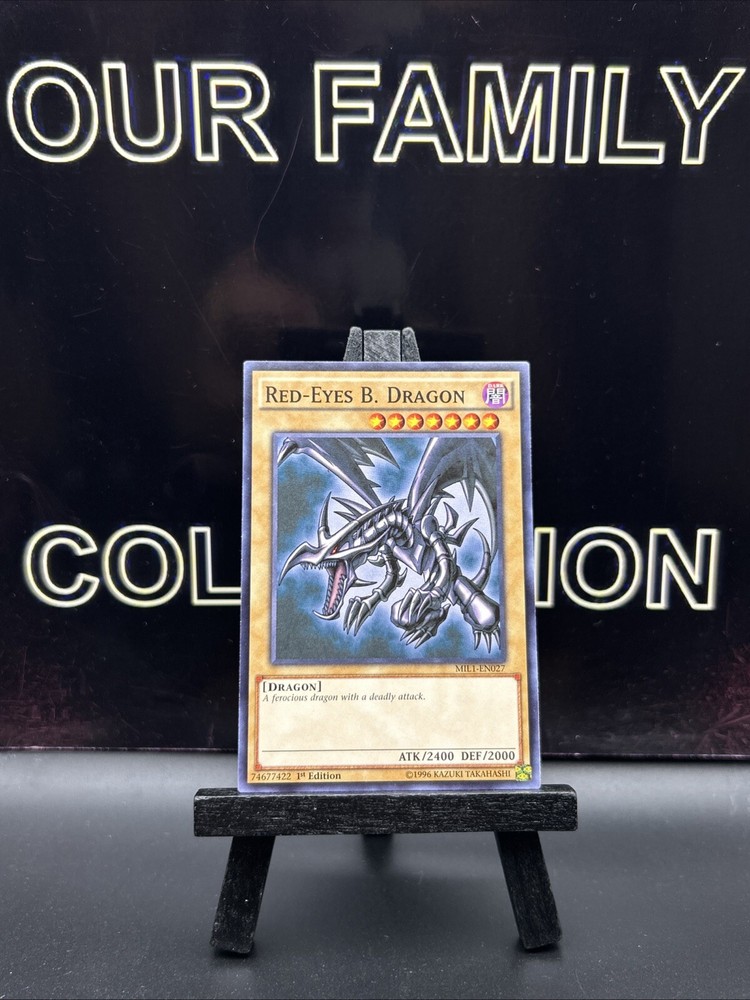 OUR FAMILY
COL ION
RED-EYES B. DRAGON
DARK
闇
MIL1-EN027
[DRAGON]
A ferocious dragon with a deadly attack.
ATK/2400 DEF/2000
74677422 1st Edition ©1996 KAZUKI TAKAHASHI